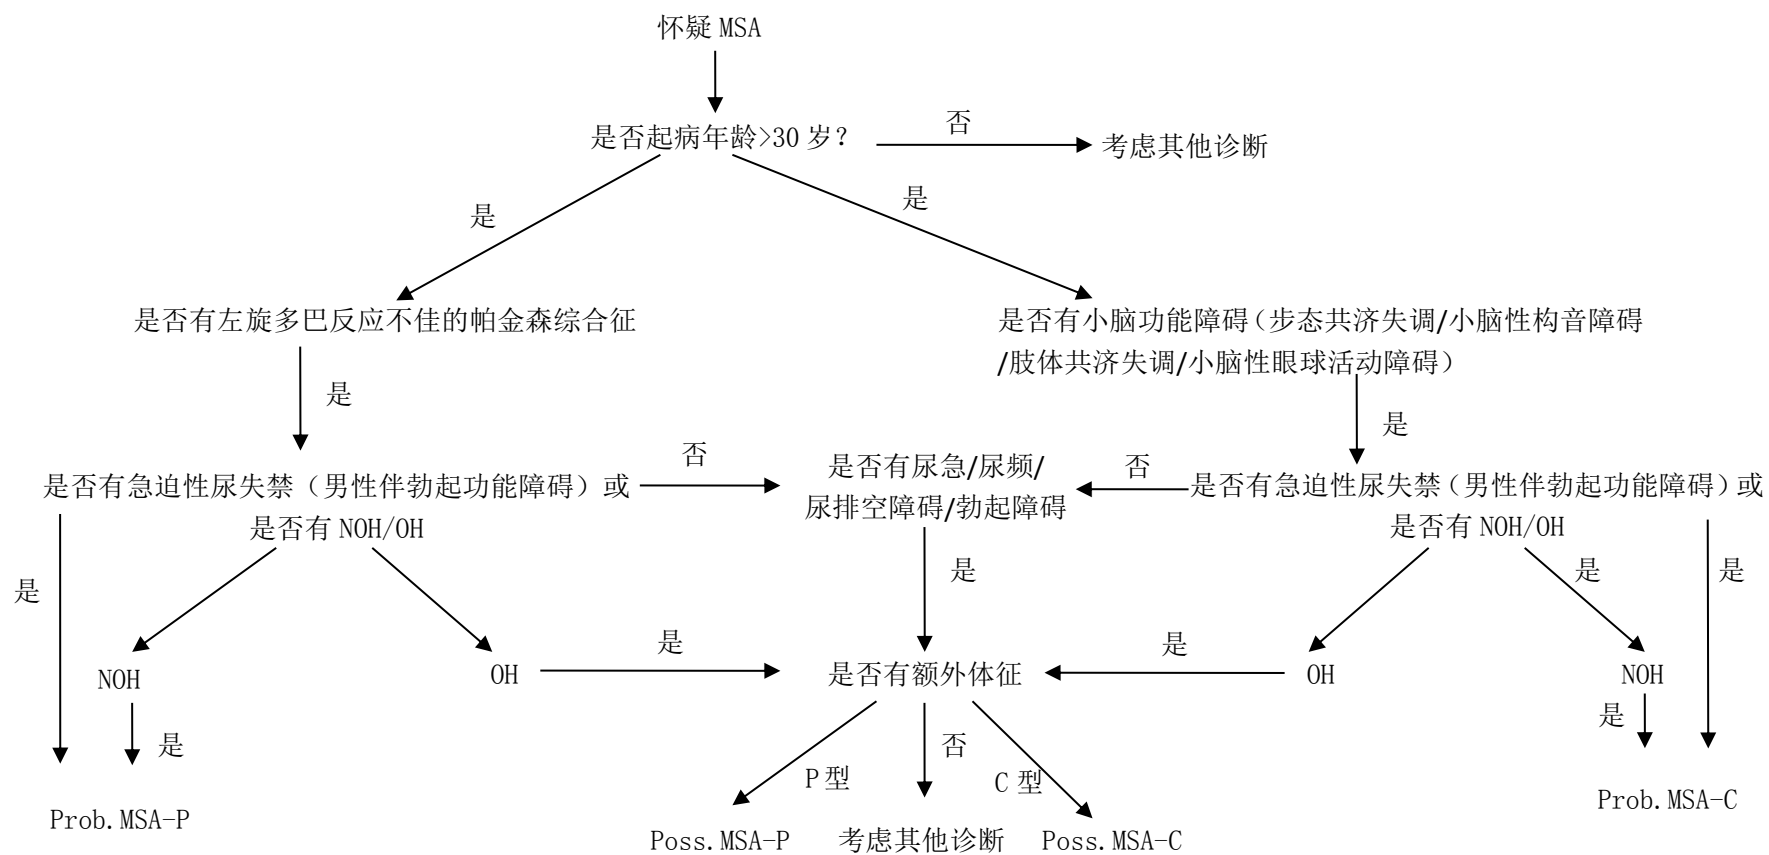 怀疑 MSA
是否起病年龄>30 岁？
否
考虑其他诊断
是
是
是否有左旋多巴反应不佳的帕金森综合征
是否有小脑功能障碍（步态共济失调/小脑性构音障碍
/肢体共济失调/小脑性眼球活动障碍）
是
是
是否有急迫性尿失禁（男性伴勃起功能障碍）或
是否有 NOH/OH
否
是否有尿急/尿频/
尿排空障碍/勃起障碍
否
是否有急迫性尿失禁（男性伴勃起功能障碍）或
是否有 NOH/OH
是
是
是
是
NOH
OH
是
是否有额外体征
是
OH
NOH
是
是
P 型
否
C 型
Prob.MSA-P
Poss.MSA-P
考虑其他诊断
Poss.MSA-C
Prob.MSA-C